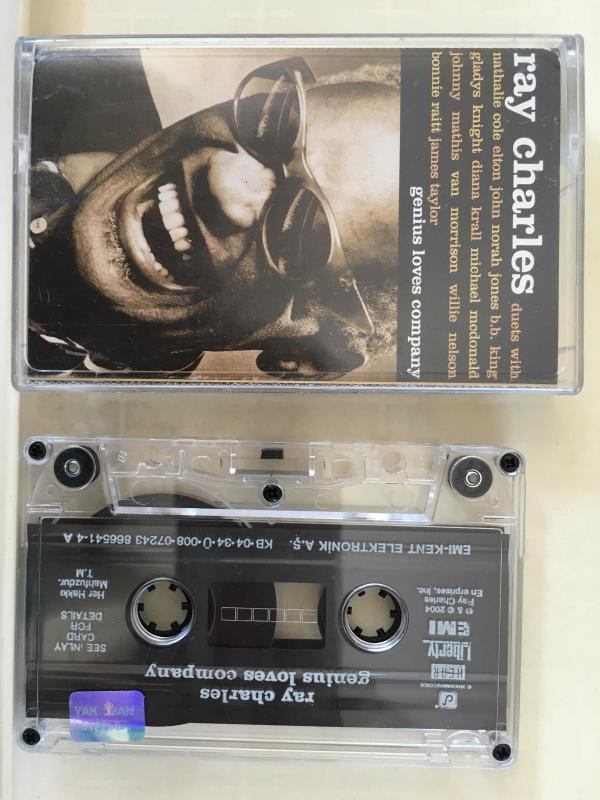 ray charles duets with
nathalie cole elton john norah jones b.b. king
gladys knight diana krall michael mcdonald
johnny mathis van morrison willie nelson
bonnie raitt james taylor
genius loves company
ray charles
genius loves company
SEE İNLAY
FOR
CARD
DETAILS
Her Hakkı
Mahfuzdur.
T.M
Liberty
EMI
℗ & © 2004
Ray Charles
En erprises, Inc.
EMI-KENT ELEKTRONİK A.Ş. KB·04·34·Ü·008·07243 866541-4 A